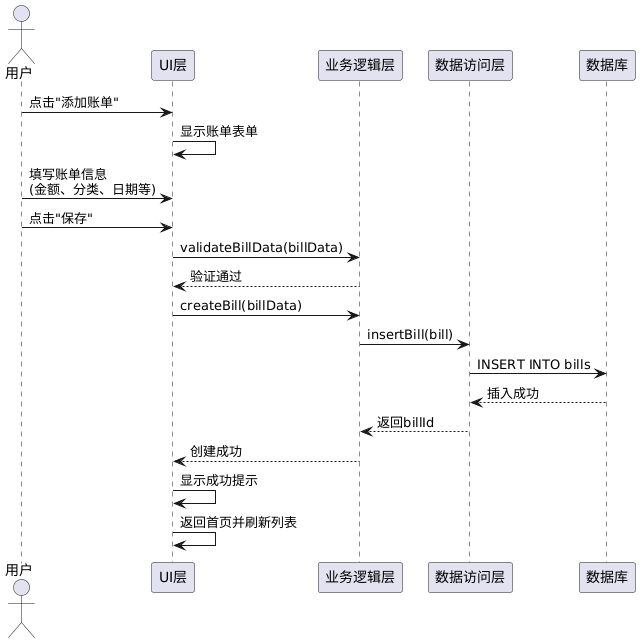 用户
UI层
业务逻辑层
数据访问层
数据库
点击"添加账单"
显示账单表单
填写账单信息
(金额、分类、日期等)
点击"保存"
validateBillData(billData)
验证通过
createBill(billData)
insertBill(bill)
INSERT INTO bills
插入成功
返回billId
创建成功
显示成功提示
返回首页并刷新列表
用户
UI层
业务逻辑层
数据访问层
数据库